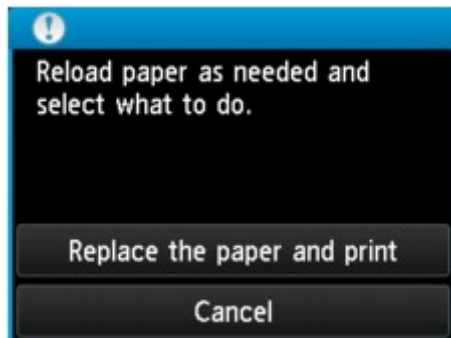 Reload paper as needed and
select what to do.
Replace the paper and print
Cancel